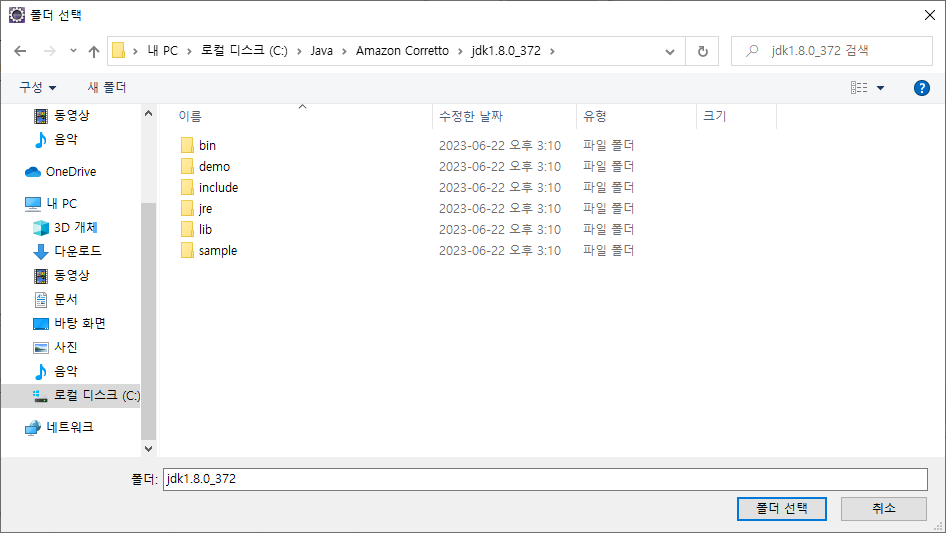 폴더 선택
내 PC > 로컬 디스크 (C:) > Java > Amazon Corretto > jdk1.8.0_372 >
jdk1.8.0_372 검색
구성 새 폴더
동영상
음악
OneDrive
내 PC
3D 개체
다운로드
동영상
문서
바탕 화면
사진
음악
로컬 디스크 (C:)
네트워크
이름 수정한 날짜 유형 크기
bin 2023-06-22 오후 3:10 파일 폴더
demo 2023-06-22 오후 3:10 파일 폴더
include 2023-06-22 오후 3:10 파일 폴더
jre 2023-06-22 오후 3:10 파일 폴더
lib 2023-06-22 오후 3:10 파일 폴더
sample 2023-06-22 오후 3:10 파일 폴더
폴더: jdk1.8.0_372
폴더 선택 취소